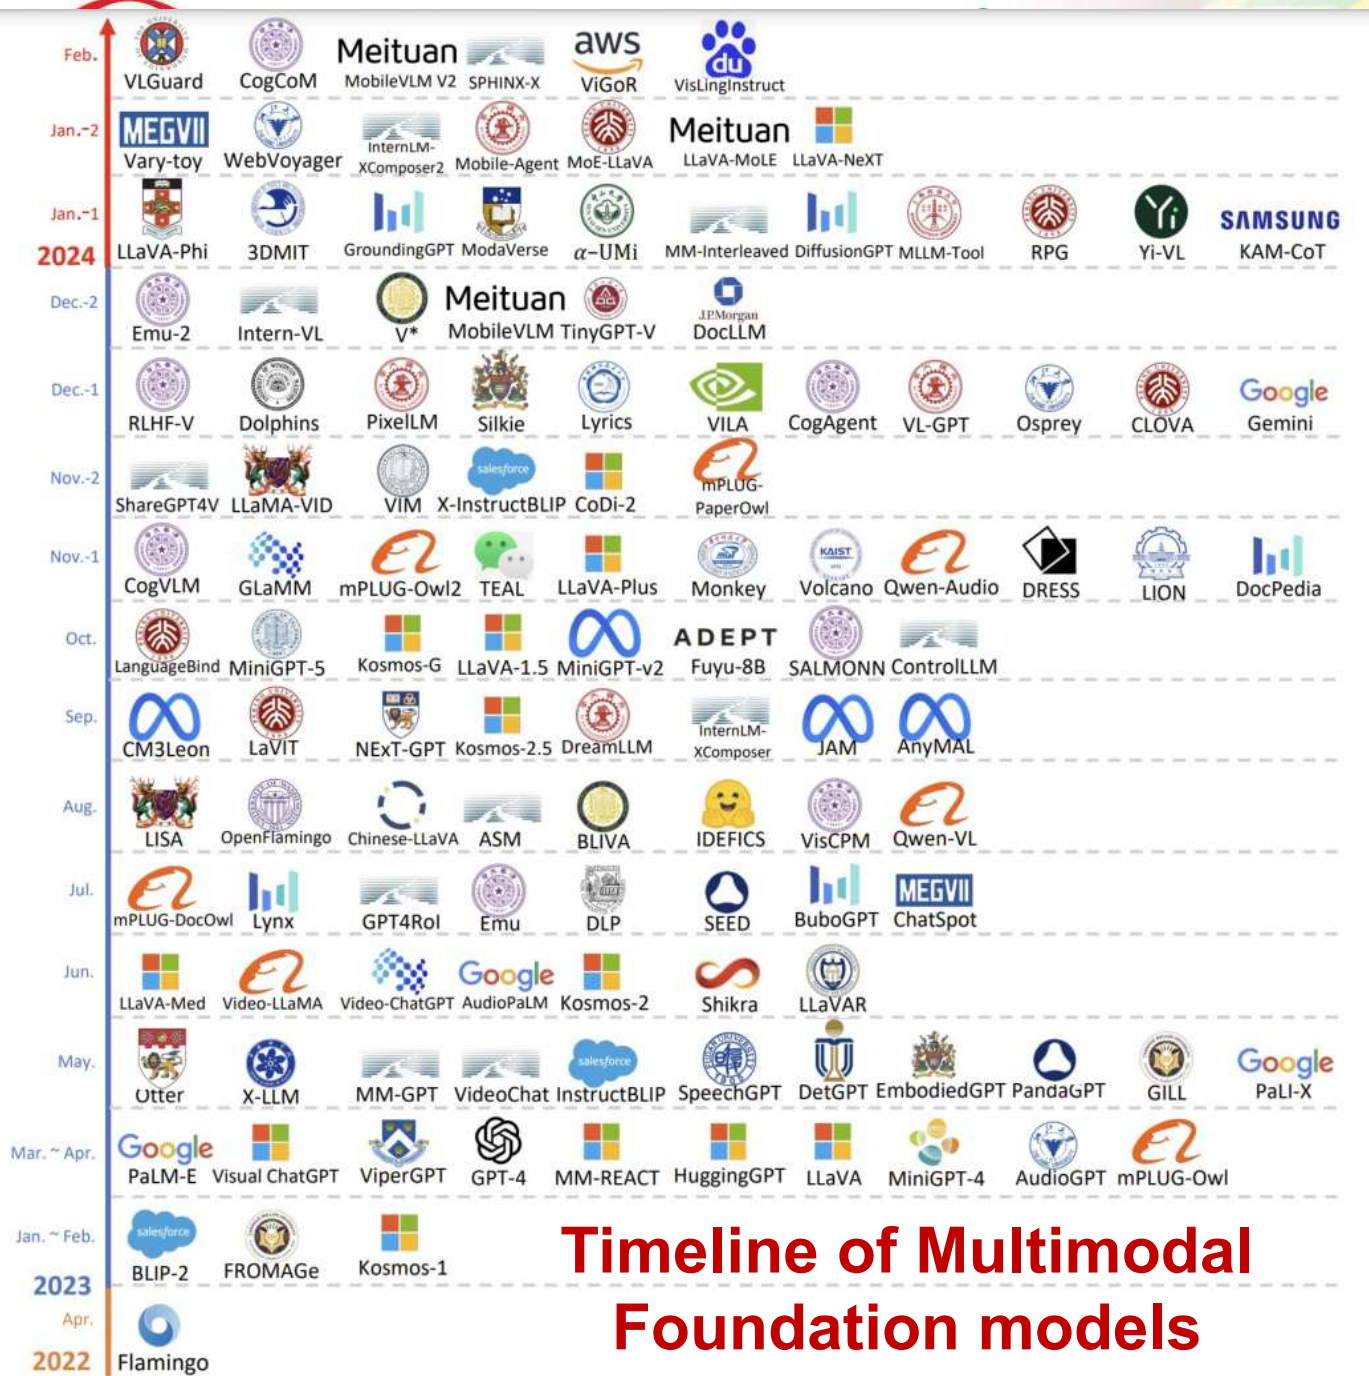 Feb.
Meituan aws du
VLGuard CogCoM MobileVLM V2 SPHINX-X ViGoR VisLingInstruct
Jan.-2
MEGVII Meituan
Vary-toy WebVoyager InternLM-XComposer2 Mobile-Agent MoE-LLaVA LLaVA-MoLE LLaVA-NeXT
Jan.-1
Yi SAMSUNG
2024
LLaVA-Phi 3DMIT GroundingGPT ModaVerse α-UMi MM-Interleaved DiffusionGPT MLLM-Tool RPG Yi-VL KAM-CoT
Dec.-2
Meituan J.P.Morgan
Emu-2 Intern-VL V* MobileVLM TinyGPT-V DocLLM
Dec.-1
Google
RLHF-V Dolphins PixelLM Silkie Lyrics VILA CogAgent VL-GPT Osprey CLOVA Gemini
Nov.-2
salesforce
ShareGPT4V LLaMA-VID VIM X-InstructBLIP CoDi-2 mPLUG-PaperOwl
Nov.-1
KAIST
CogVLM GLaMM mPLUG-Owl2 TEAL LLaVA-Plus Monkey Volcano Qwen-Audio DRESS LION DocPedia
Oct.
ADEPT
LanguageBind MiniGPT-5 Kosmos-G LLaVA-1.5 MiniGPT-v2 Fuyu-8B SALMONN ControlLLM
Sep.
CM3Leon LaVIT NExT-GPT Kosmos-2.5 DreamLLM InternLM-XComposer JAM AnyMAL
Aug.
LISA OpenFlamingo Chinese-LLaVA ASM BLIVA IDEFICS VisCPM Qwen-VL
Jul.
MEGVII
mPLUG-DocOwl Lynx GPT4RoI Emu DLP SEED BuboGPT ChatSpot
Jun.
Google
LLaVA-Med Video-LLaMA Video-ChatGPT AudioPaLM Kosmos-2 Shikra LLaVAR
May.
salesforce Google
Otter X-LLM MM-GPT VideoChat InstructBLIP SpeechGPT DetGPT EmbodiedGPT PandaGPT GILL PaLI-X
Mar. ~ Apr.
Google
PaLM-E Visual ChatGPT ViperGPT GPT-4 MM-REACT HuggingGPT LLaVA MiniGPT-4 AudioGPT mPLUG-Owl
Jan. ~ Feb.
salesforce
BLIP-2 FROMAGe Kosmos-1
2023
Apr.
2022
Flamingo
Timeline of Multimodal
Foundation models